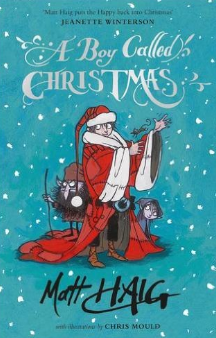 'Matt Haig puts the Happy back into Christmas'
JEANETTE WINTERSON
A Boy Called
CHRISTMAS
Matt HAIG
with illustrations by CHRIS MOULD